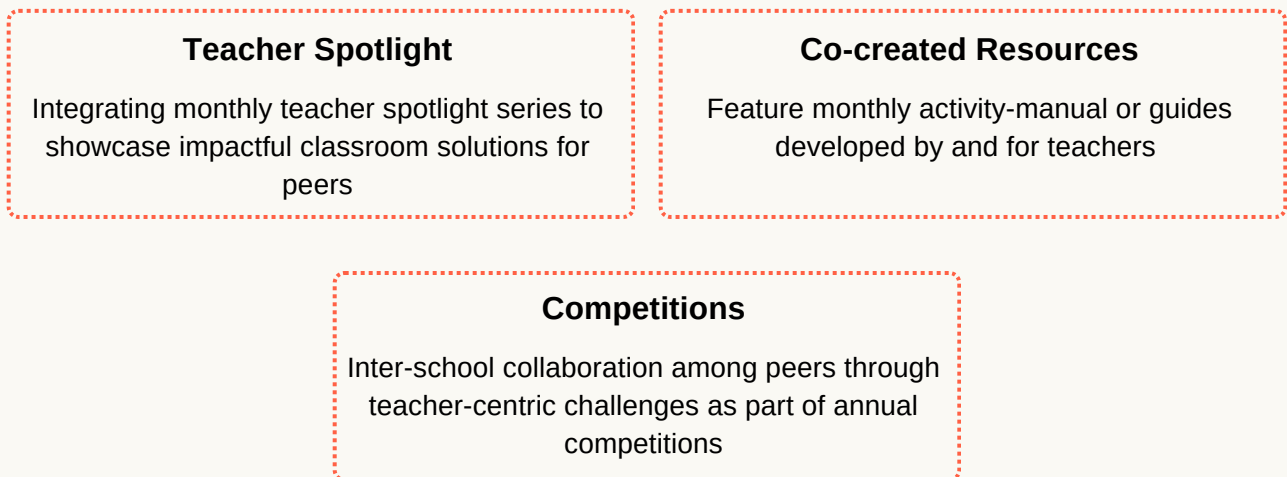 Teacher Spotlight
Integrating monthly teacher spotlight series to
showcase impactful classroom solutions for
peers
Co-created Resources
Feature monthly activity-manual or guides
developed by and for teachers
Competitions
Inter-school collaboration among peers through
teacher-centric challenges as part of annual
competitions